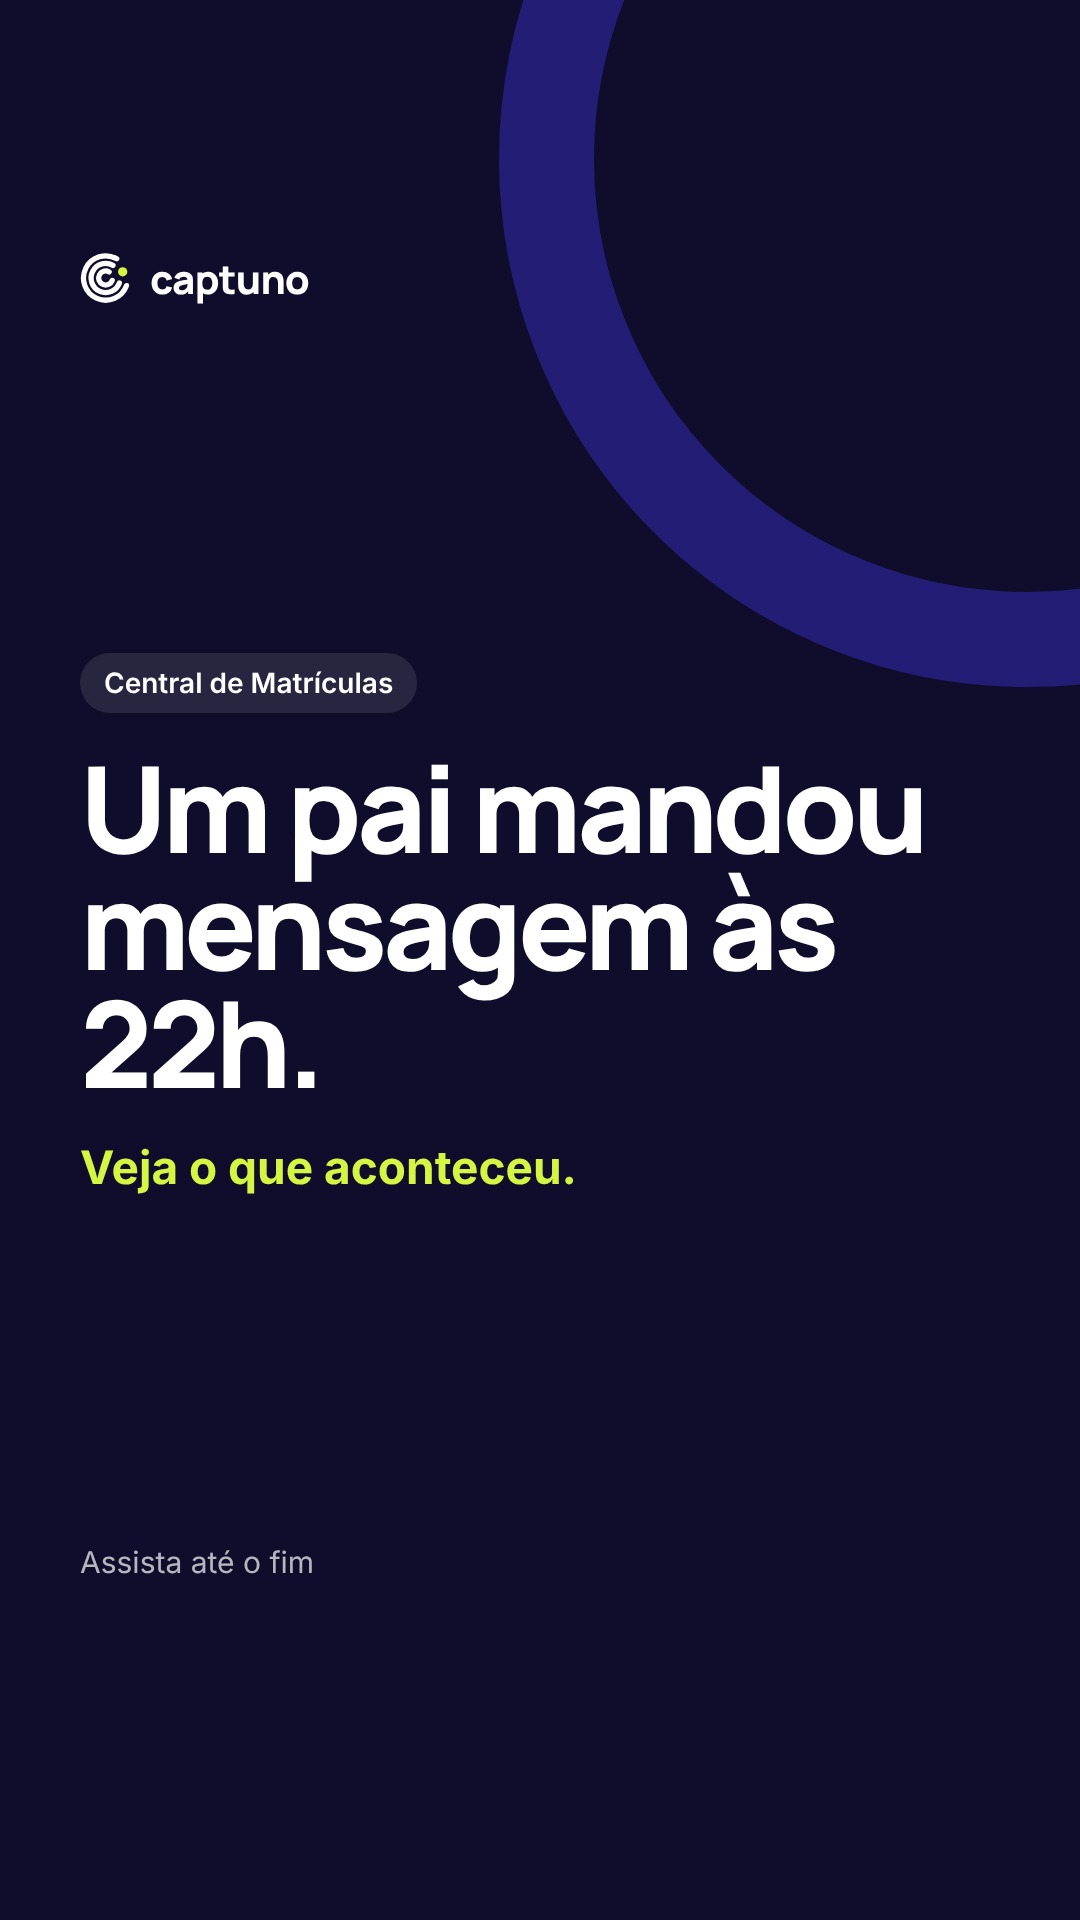 captuno
Central de Matrículas
Um pai mandou
mensagem às
22h.
Veja o que aconteceu.
Assista até o fim